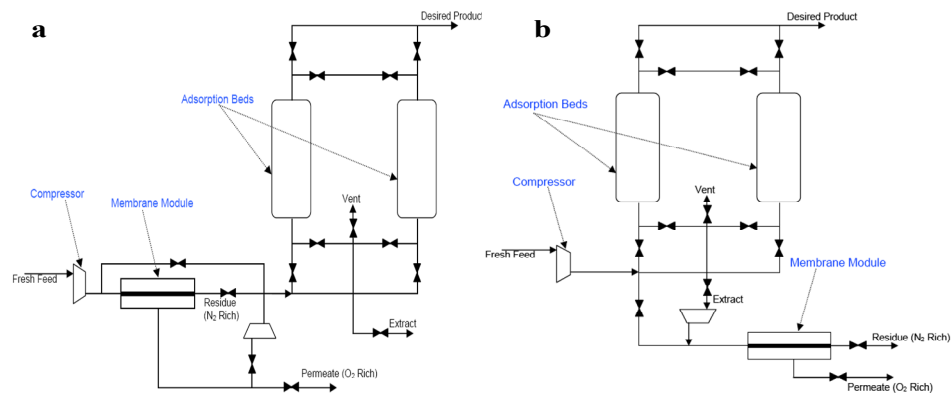 a
Desired Product
Adsorption Beds
Compressor
Membrane Module
Vent
Fresh Feed
Residue
(N₂ Rich)
Extract
Permeate (O₂ Rich)
b
Desired Product
Adsorption Beds
Compressor
Vent
Fresh Feed
Membrane Module
Extract
Residue (N₂ Rich)
Permeate (O₂ Rich)